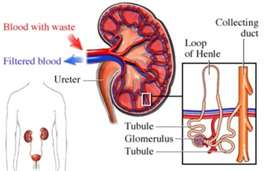 Blood with waste
Filtered blood
Ureter
Collecting
duct
Loop
of Henle
Tubule
Glomerulus
Tubule